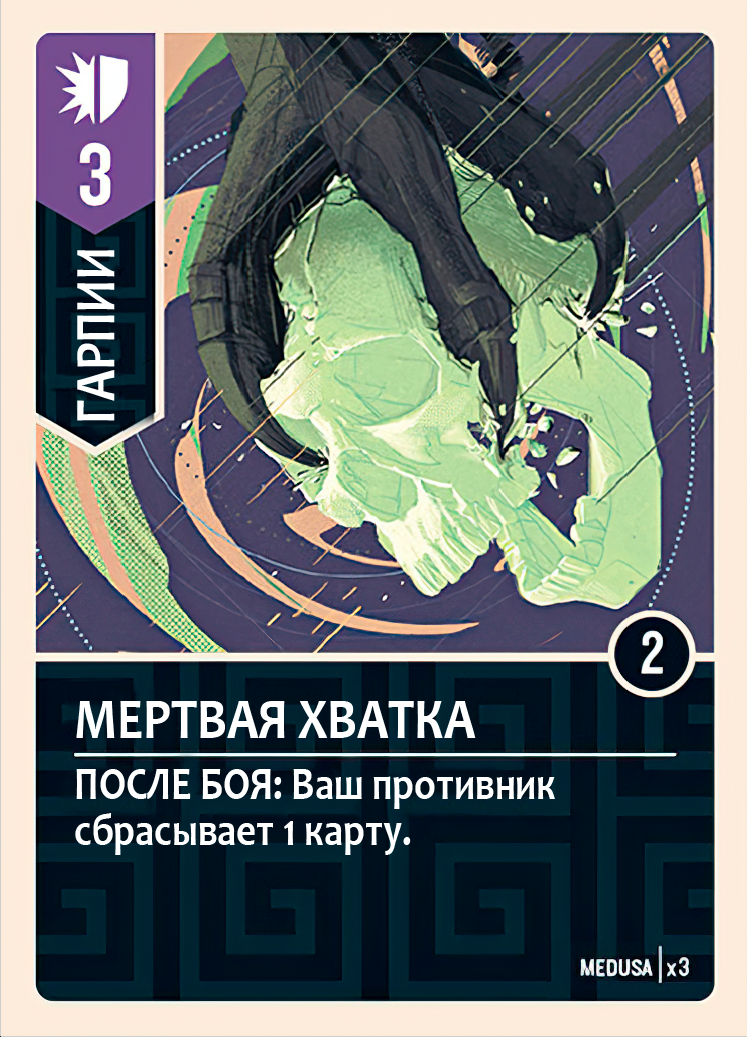 3
ГАРПИИ
2
МЕРТВАЯ ХВАТКА
ПОСЛЕ БОЯ: Ваш противник
сбрасывает 1 карту.
MEDUSA | x3